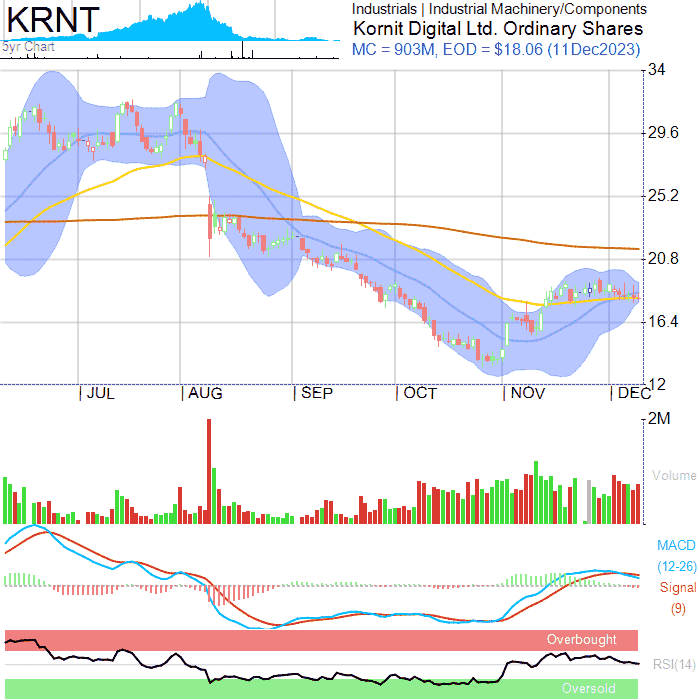 KRNT
Industrials | Industrial Machinery/Components
Kornit Digital Ltd. Ordinary Shares
5yr Chart
MC = 903M, EOD = $18.06 (11Dec2023)
34
29.6
25.2
20.8
16.4
12
JUL
AUG
SEP
OCT
NOV
DEC
2M
Volume
MACD
(12-26)
Signal
(9)
Overbought
RSI(14)
Oversold